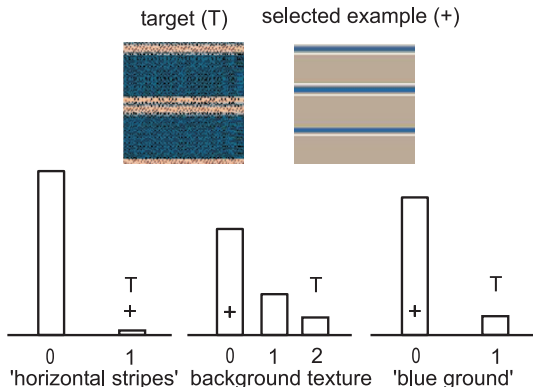 target (T) selected example (+)
T T T
+ + +
0 1 0 1 2 0 1
'horizontal stripes' background texture 'blue ground'